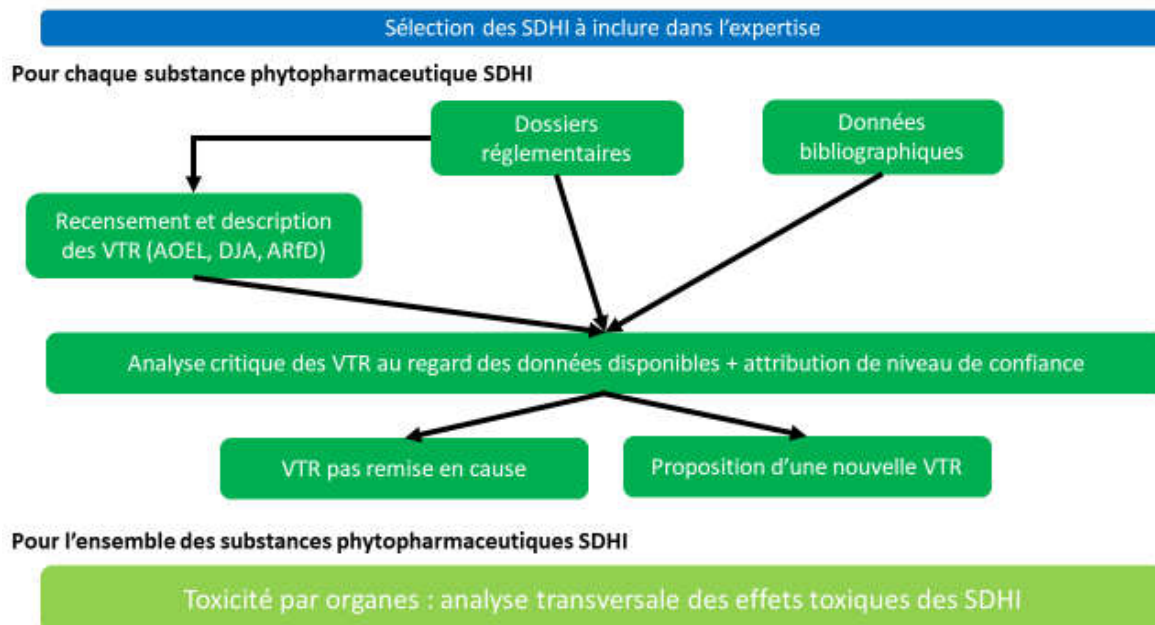 Sélection des SDHI à inclure dans l’expertise
Pour chaque substance phytopharmaceutique SDHI
Dossiers
réglementaires
Données
bibliographiques
Recensement et description
des VTR (AOEL, DJA, ARfD)
Analyse critique des VTR au regard des données disponibles + attribution de niveau de confiance
VTR pas remise en cause
Proposition d’une nouvelle VTR
Pour l’ensemble des substances phytopharmaceutiques SDHI
Toxicité par organes : analyse transversale des effets toxiques des SDHI